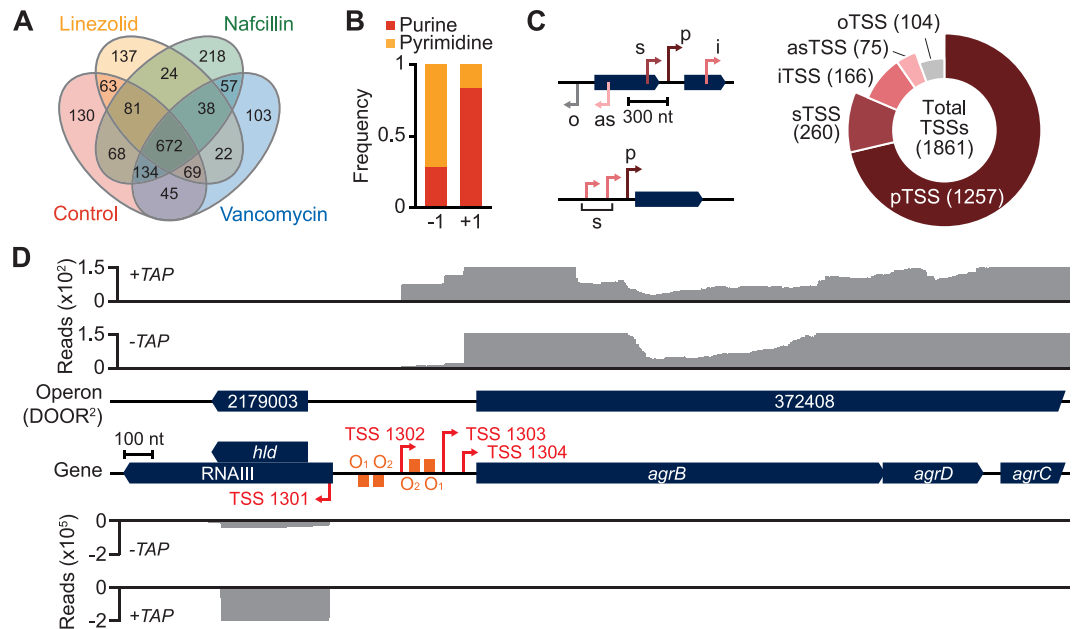 A
Linezolid
Nafcillin
137
218
24
63
57
81
38
130
103
672
68
22
134
69
45
Control
Vancomycin
B
Purine
Pyrimidine
1
0.5
0
Frequency
-1
+1
C
s
p
i
o
as
300 nt
p
s
oTSS (104)
asTSS (75)
iTSS (166)
sTSS
(260)
Total
TSSs
(1861)
pTSS (1257)
D
Reads (x10²)
1.5
+TAP
0
1.5
-TAP
0
Operon
(DOOR²)
2179003
372408
100 nt
Gene
hld
RNAIII
TSS 1301
O₁ O₂
TSS 1302
O₂ O₁
TSS 1303
TSS 1304
agrB
agrD
agrC
Reads (x10⁵)
0
-TAP
-2
0
-2
+TAP